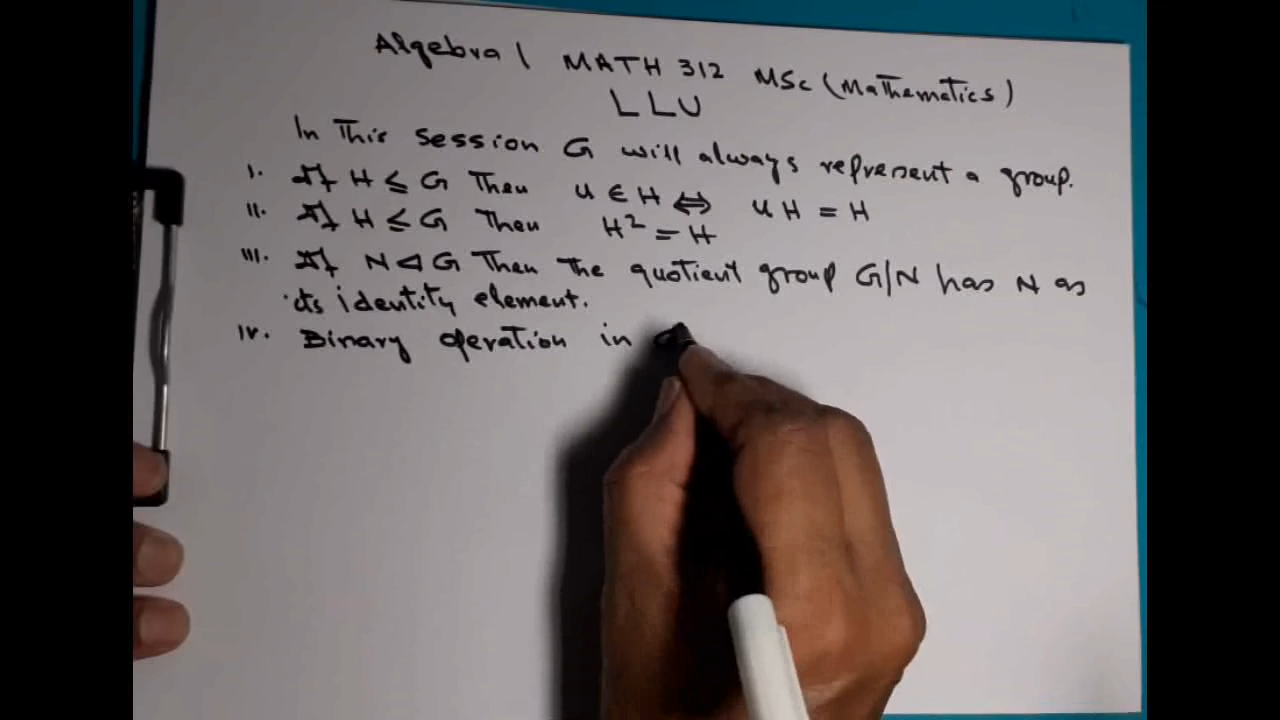 Algebra 1 MATH 312 MSc (Mathematics)
LLU
In This session G will always represent a group.
I. If H ≤ G Then u ∈ H ⇔ uH = H
II. If H ≤ G Then H² = H
III. If N ⊲ G Then The quotient group G/N has N as
its identity element.
IV. Binary operation in